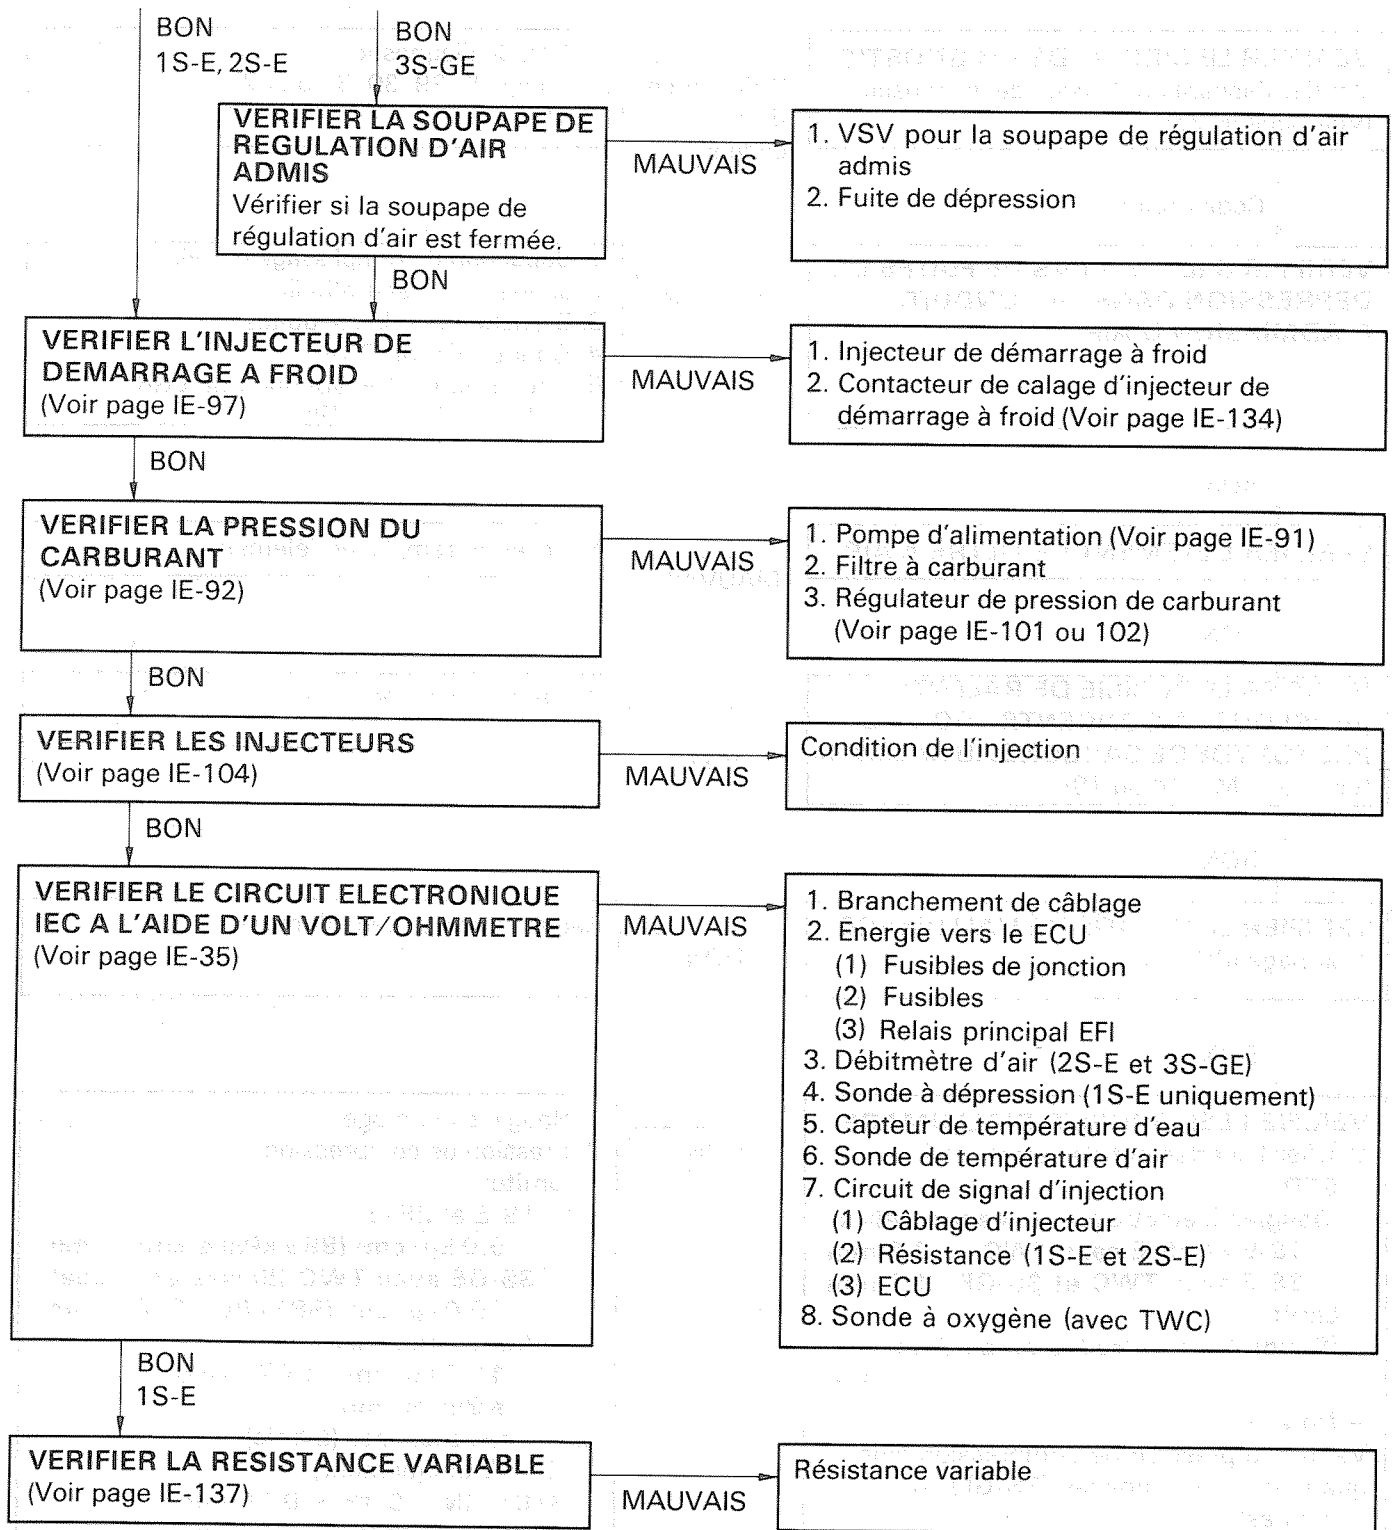 BON
1S-E, 2S-E
BON
3S-GE
VERIFIER LA SOUPAPE DE
REGULATION D'AIR
ADMIS
Vérifier si la soupape de
régulation d'air est fermée.
MAUVAIS
1. VSV pour la soupape de régulation d'air
admis
2. Fuite de dépression
BON
VERIFIER L'INJECTEUR DE
DEMARRAGE A FROID
(Voir page IE-97)
MAUVAIS
1. Injecteur de démarrage à froid
2. Contacteur de calage d'injecteur de
démarrage à froid (Voir page IE-134)
BON
VERIFIER LA PRESSION DU
CARBURANT
(Voir page IE-92)
MAUVAIS
1. Pompe d'alimentation (Voir page IE-91)
2. Filtre à carburant
3. Régulateur de pression de carburant
(Voir page IE-101 ou 102)
BON
VERIFIER LES INJECTEURS
(Voir page IE-104)
MAUVAIS
Condition de l'injection
BON
VERIFIER LE CIRCUIT ELECTRONIQUE
IEC A L'AIDE D'UN VOLT/OHMMETRE
(Voir page IE-35)
MAUVAIS
1. Branchement de câblage
2. Energie vers le ECU
(1) Fusibles de jonction
(2) Fusibles
(3) Relais principal EFI
3. Débitmètre d'air (2S-E et 3S-GE)
4. Sonde à dépression (1S-E uniquement)
5. Capteur de température d'eau
6. Sonde de température d'air
7. Circuit de signal d'injection
(1) Câblage d'injecteur
(2) Résistance (1S-E et 2S-E)
(3) ECU
8. Sonde à oxygène (avec TWC)
BON
1S-E
VERIFIER LA RESISTANCE VARIABLE
(Voir page IE-137)
MAUVAIS
Résistance variable